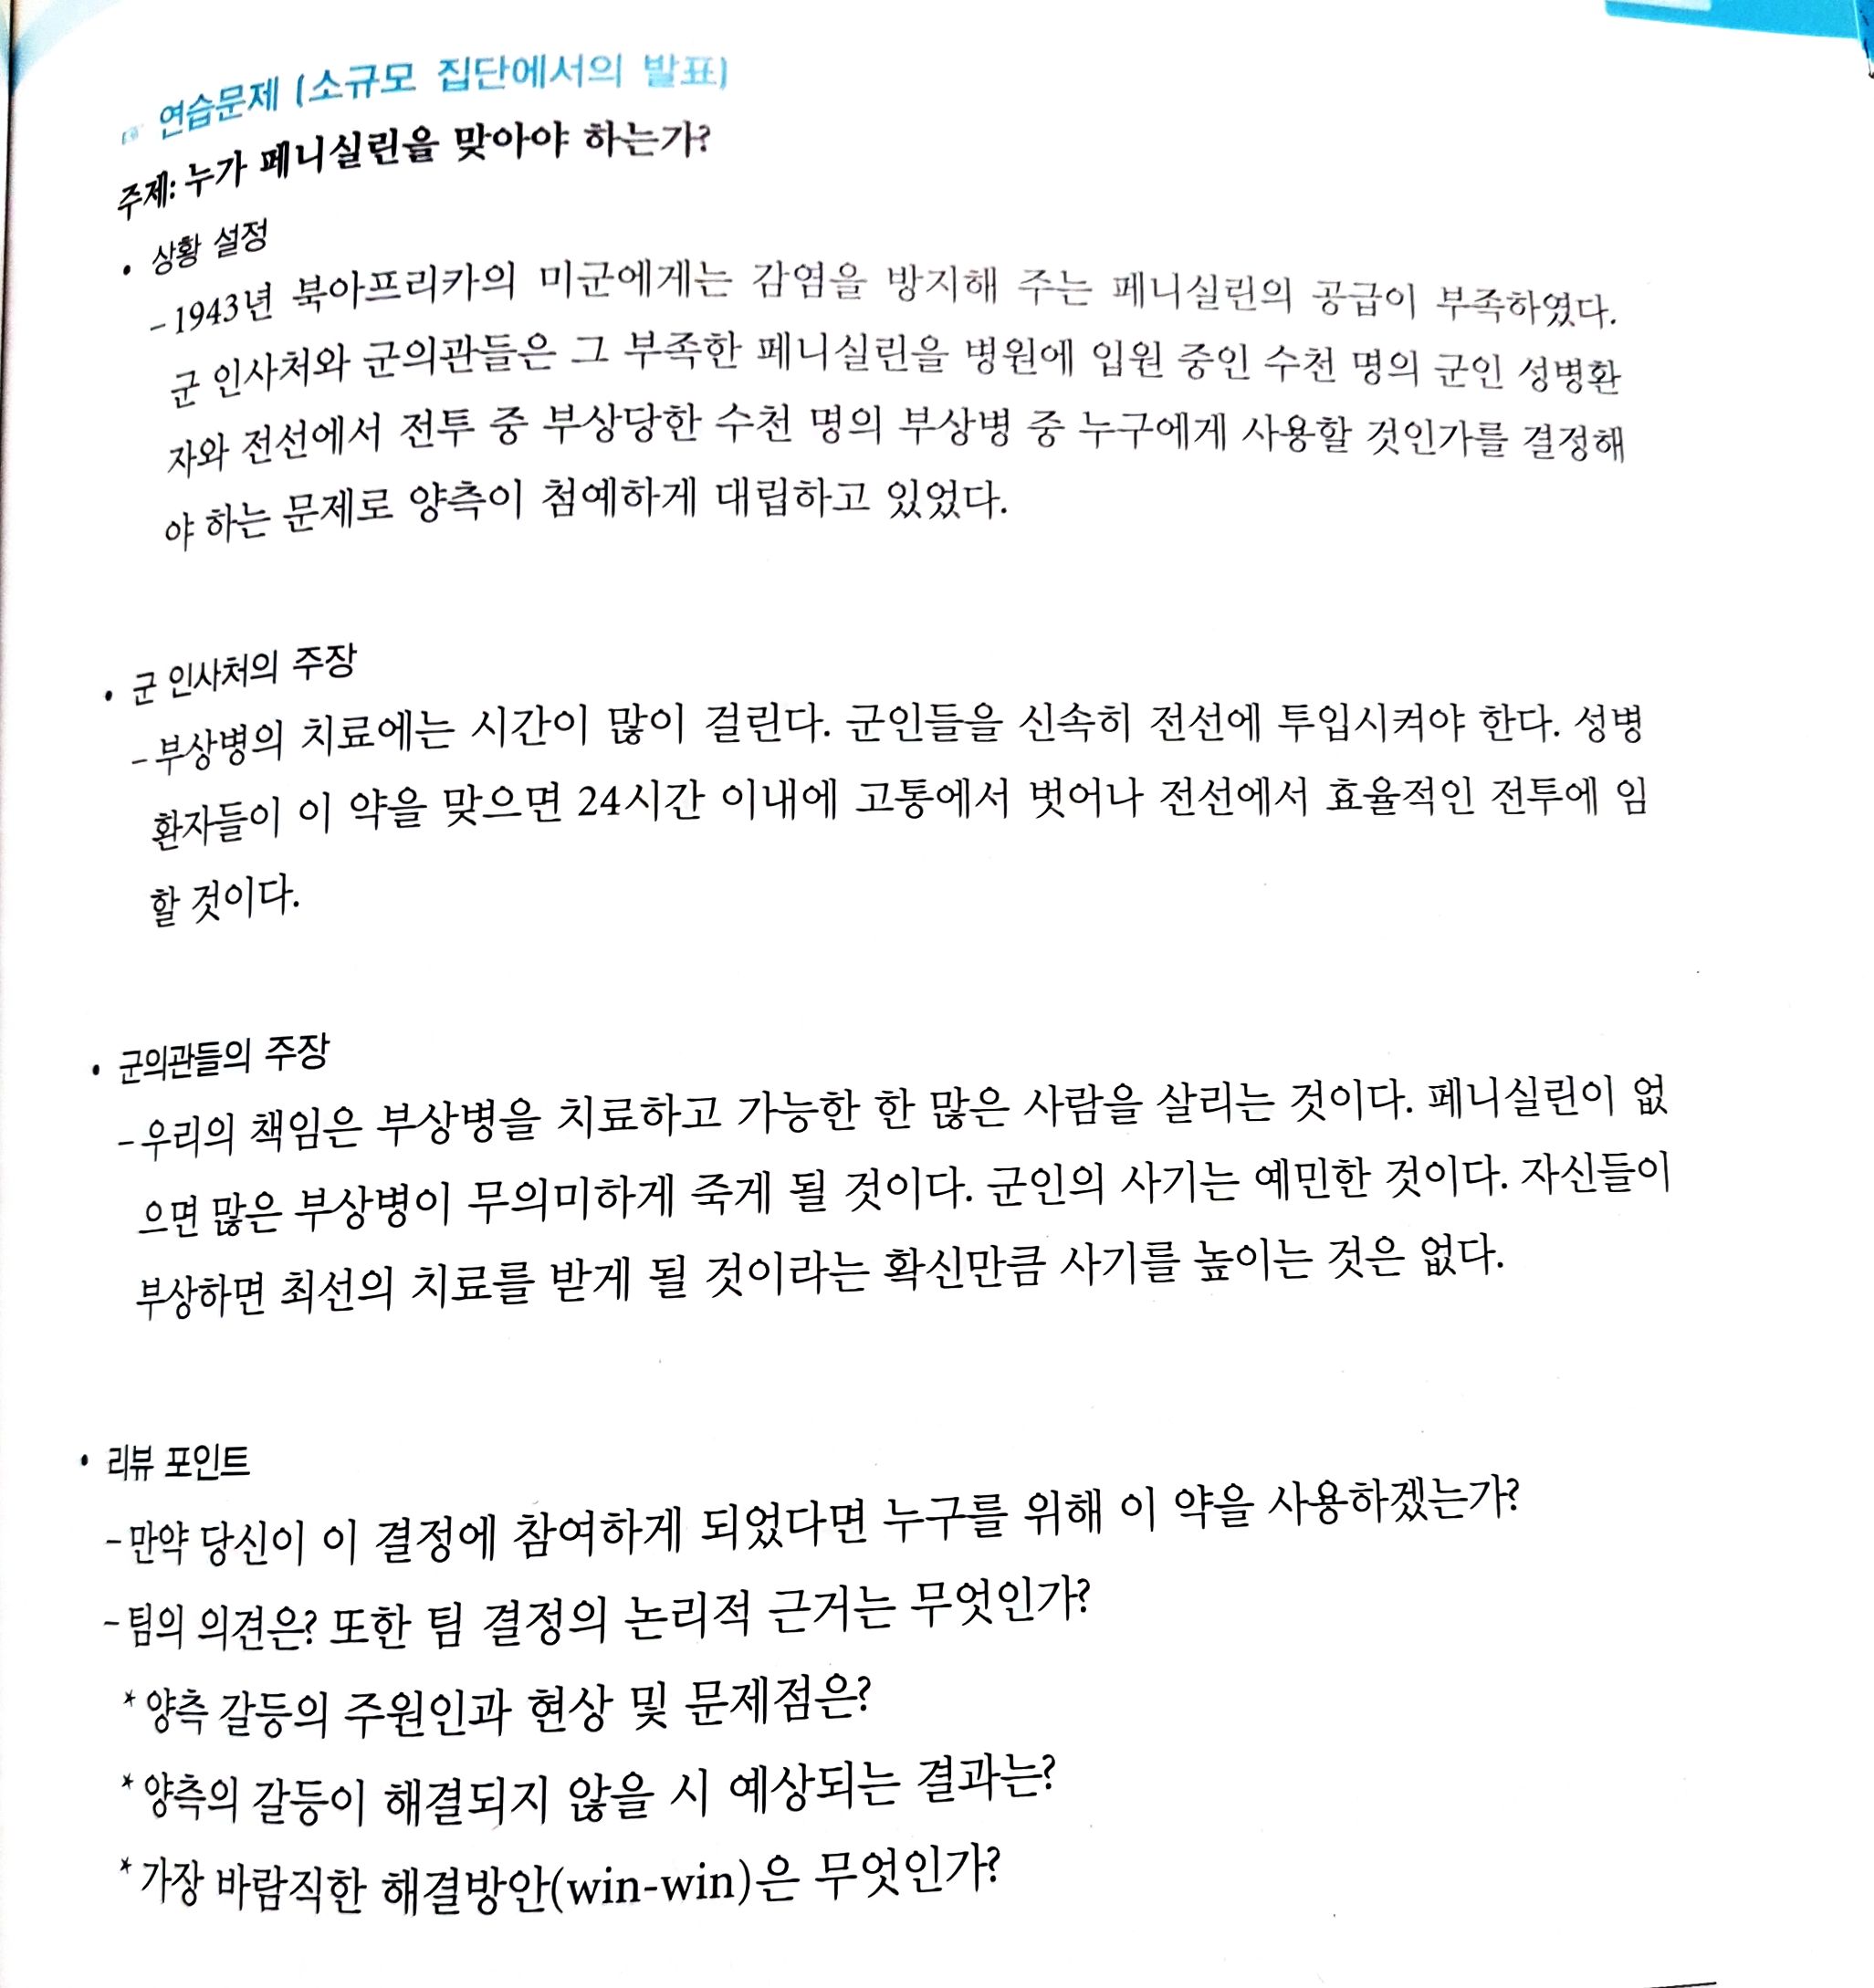 연습문제 (소규모 집단에서의 발표)
주제: 누가 페니실린을 맞아야 하는가?
• 상황 설정
-1943년 북아프리카의 미군에게는 감염을 방지해 주는 페니실린의 공급이 부족하였다.
군 인사처와 군의관들은 그 부족한 페니실린을 병원에 입원 중인 수천 명의 군인 성병환
자와 전선에서 전투 중 부상당한 수천 명의 부상병 중 누구에게 사용할 것인가를 결정해
야 하는 문제로 양측이 첨예하게 대립하고 있었다.
• 군 인사처의 주장
-부상병의 치료에는 시간이 많이 걸린다. 군인들을 신속히 전선에 투입시켜야 한다. 성병
환자들이 이 약을 맞으면 24시간 이내에 고통에서 벗어나 전선에서 효율적인 전투에 임
할 것이다.
• 군의관들의 주장
-우리의 책임은 부상병을 치료하고 가능한 한 많은 사람을 살리는 것이다. 페니실린이 없
으면 많은 부상병이 무의미하게 죽게 될 것이다. 군인의 사기는 예민한 것이다. 자신들이
부상하면 최선의 치료를 받게 될 것이라는 확신만큼 사기를 높이는 것은 없다.
• 리뷰 포인트
-만약 당신이 이 결정에 참여하게 되었다면 누구를 위해 이 약을 사용하겠는가?
-팀의 의견은? 또한 팀 결정의 논리적 근거는 무엇인가?
*양측 갈등의 주원인과 현상 및 문제점은?
*양측의 갈등이 해결되지 않을 시 예상되는 결과는?
*가장 바람직한 해결방안(win-win)은 무엇인가?